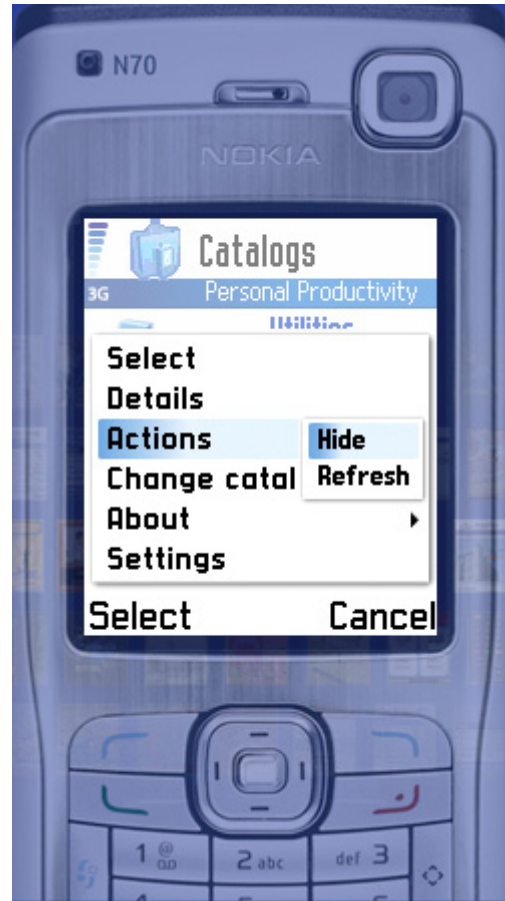 N70
NOKIA
Catalogs
3G Personal Productivity
Utilities
Select
Details
Actions
Hide
Change catal
Refresh
About
Settings
Select Cancel
1 @
2 abc
def 3